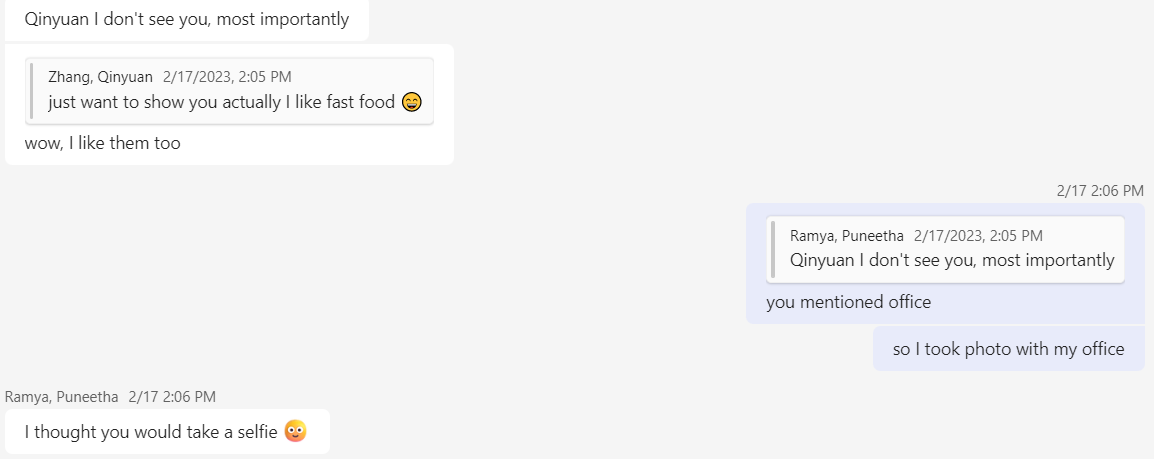 Qinyuan I don't see you, most importantly
Zhang, Qinyuan 2/17/2023, 2:05 PM
just want to show you actually I like fast food 😄
wow, I like them too
2/17 2:06 PM
Ramya, Puneetha 2/17/2023, 2:05 PM
Qinyuan I don't see you, most importantly
you mentioned office
so I took photo with my office
Ramya, Puneetha 2/17 2:06 PM
I thought you would take a selfie